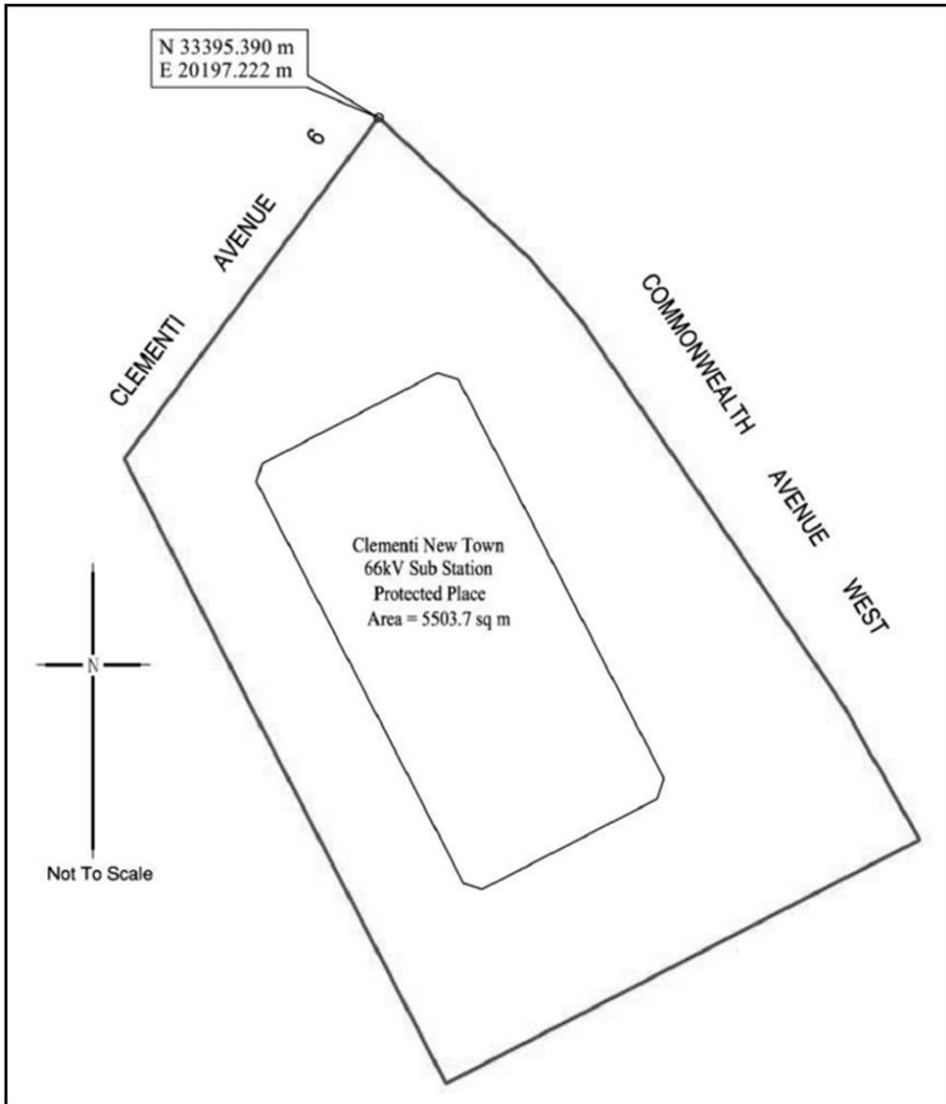 N 33395.390 m
E 20197.222 m
CLEMENTI AVENUE 6
COMMONWEALTH AVENUE WEST
Clementi New Town
66kV Sub Station
Protected Place
Area = 5503.7 sq m
N
Not To Scale